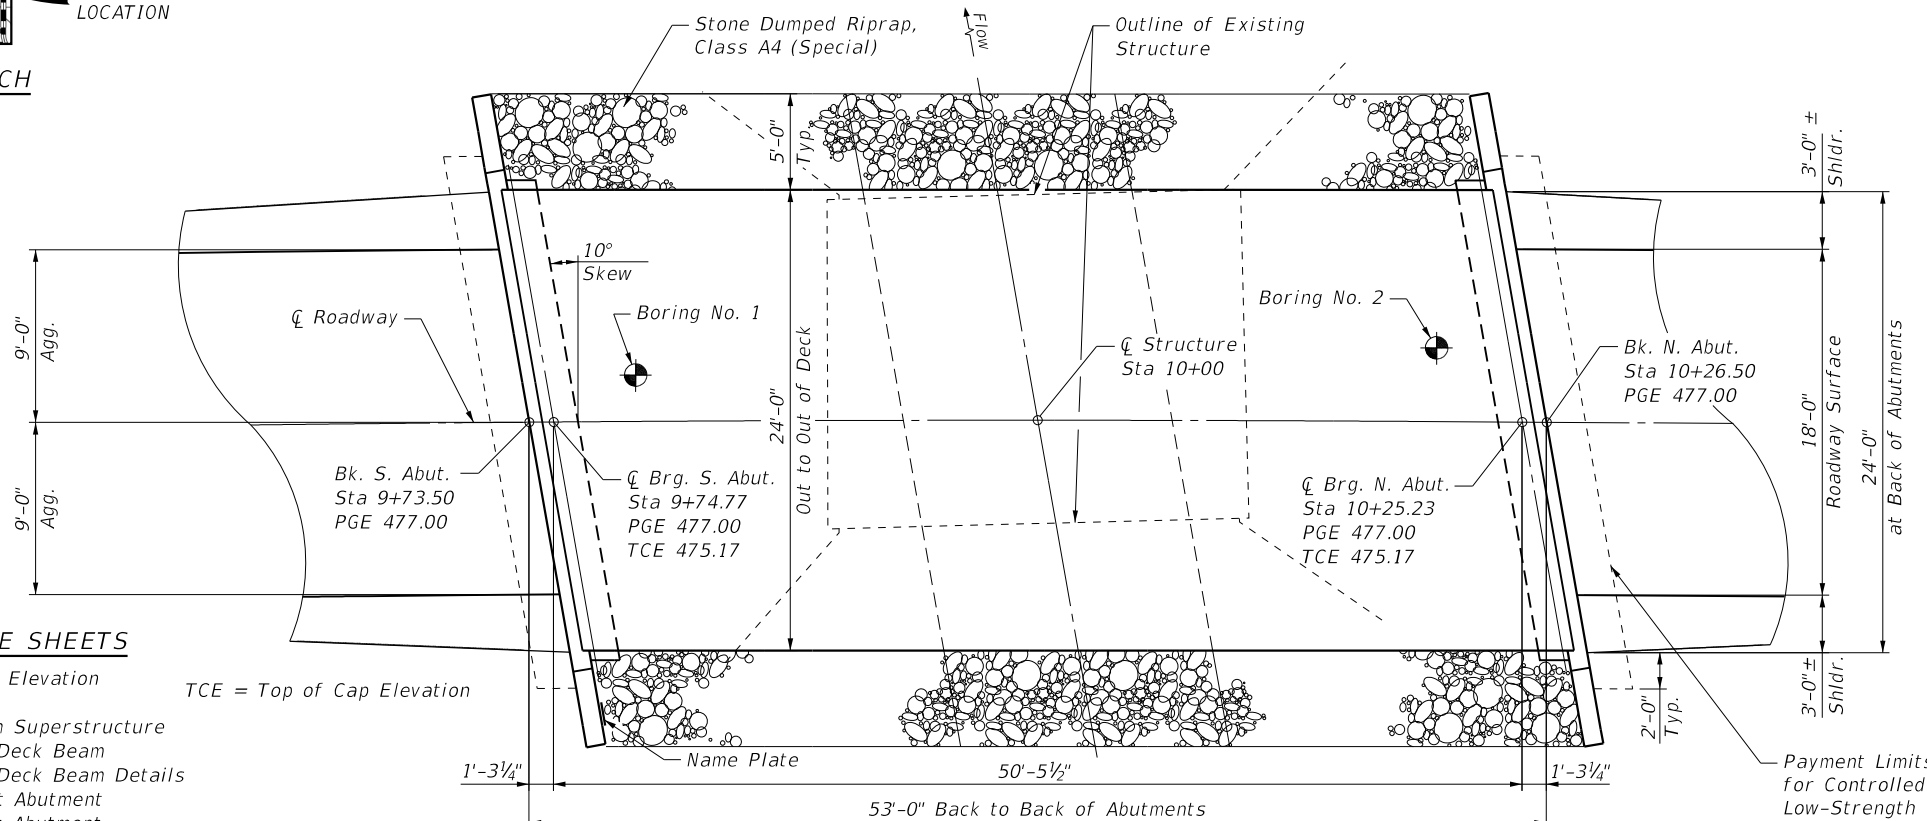 LOCATION
CH
Stone Dumped Riprap,
Class A4 (Special)
Flow
Outline of Existing
Structure
5'-0"
Typ.
3'-0" ±
Shldr.
10°
Skew
℄ Roadway
Boring No. 1
Boring No. 2
9'-0"
Agg.
℄ Structure
Sta 10+00
Bk. N. Abut.
Sta 10+26.50
PGE 477.00
24'-0"
Out to Out of Deck
18'-0"
Roadway Surface
24'-0"
at Back of Abutments
9'-0"
Agg.
Bk. S. Abut.
Sta 9+73.50
PGE 477.00
℄ Brg. S. Abut.
Sta 9+74.77
PGE 477.00
TCE 475.17
℄ Brg. N. Abut.
Sta 10+25.23
PGE 477.00
TCE 475.17
E SHEETS
Elevation
TCE = Top of Cap Elevation
Superstructure
Deck Beam
Deck Beam Details
Abutment
Abutment
3'-0"±
Shldr.
2'-0"
Typ.
Name Plate
Payment Limits
for Controlled
Low-Strength
1'-3¼"
50'-5½"
1'-3¼"
53'-0" Back to Back of Abutments